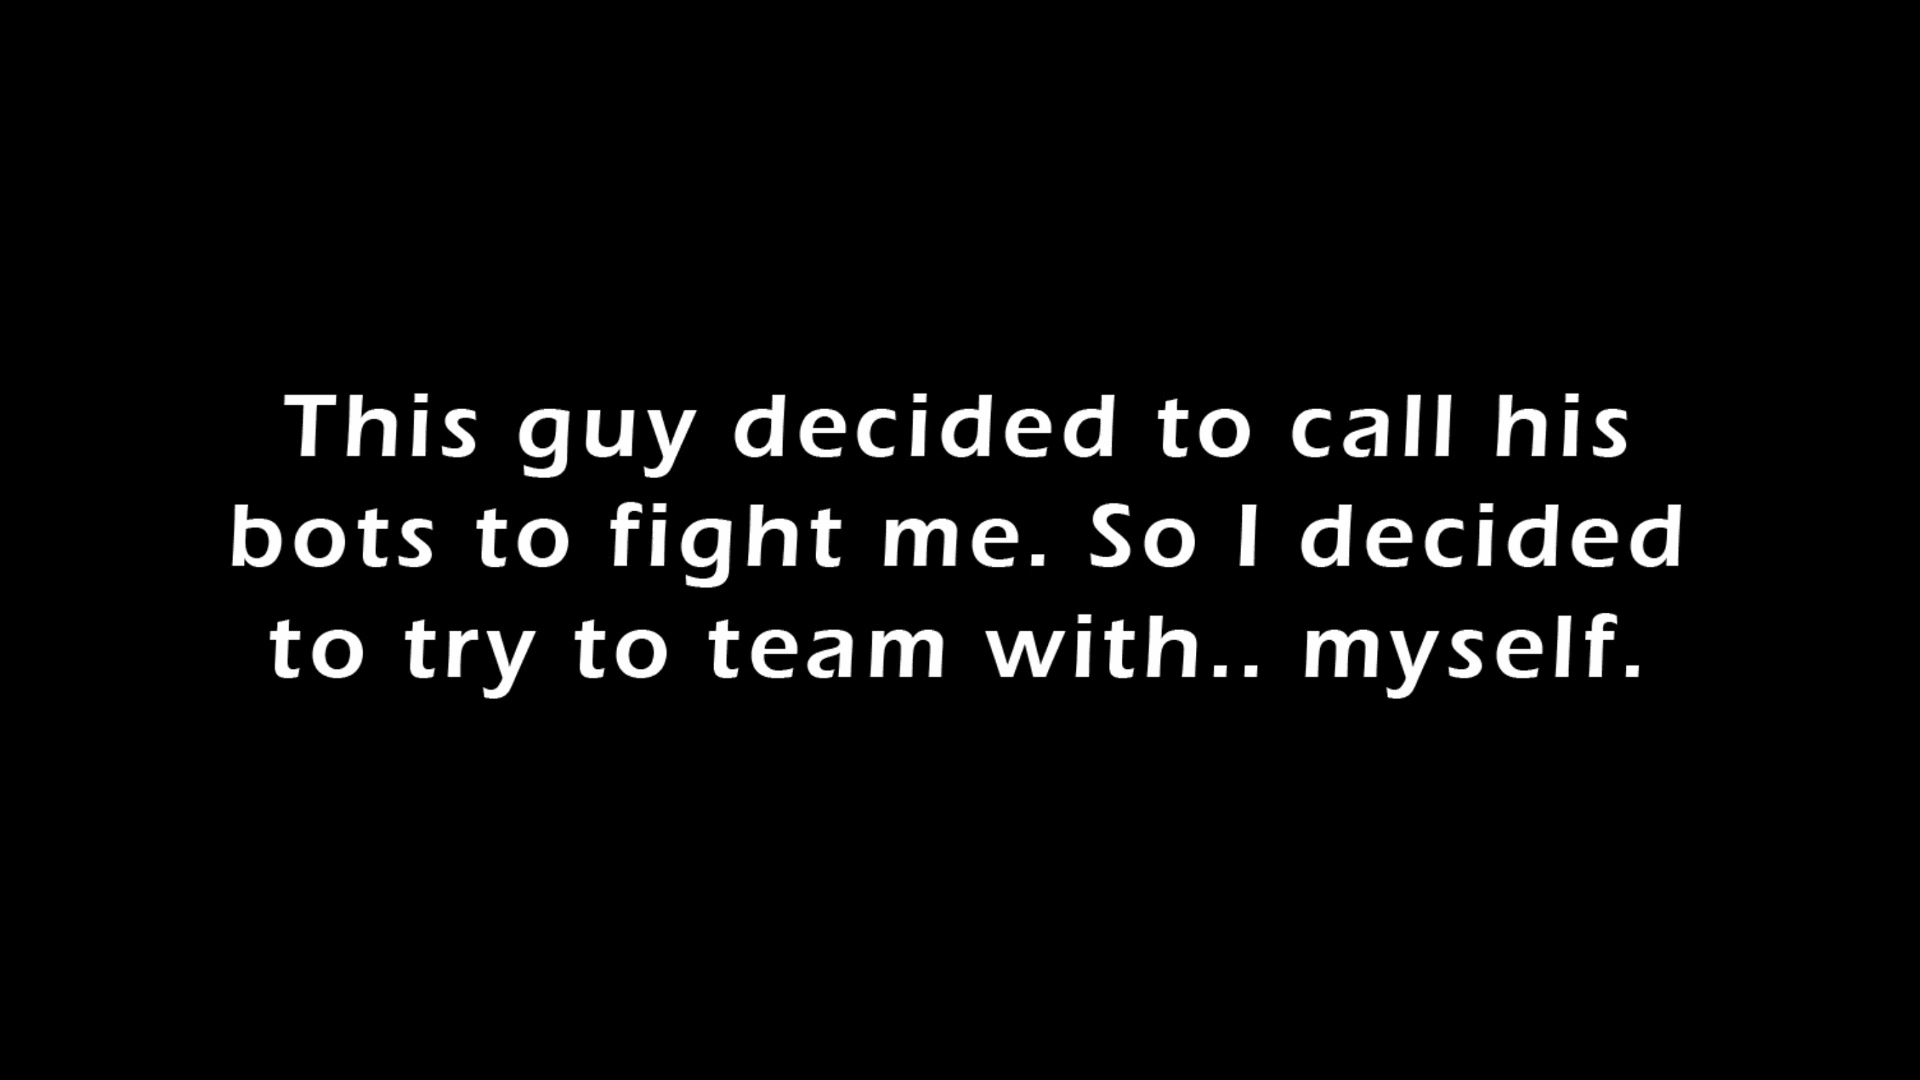 This guy decided to call his
bots to fight me. So I decided
to try to team with.. myself.